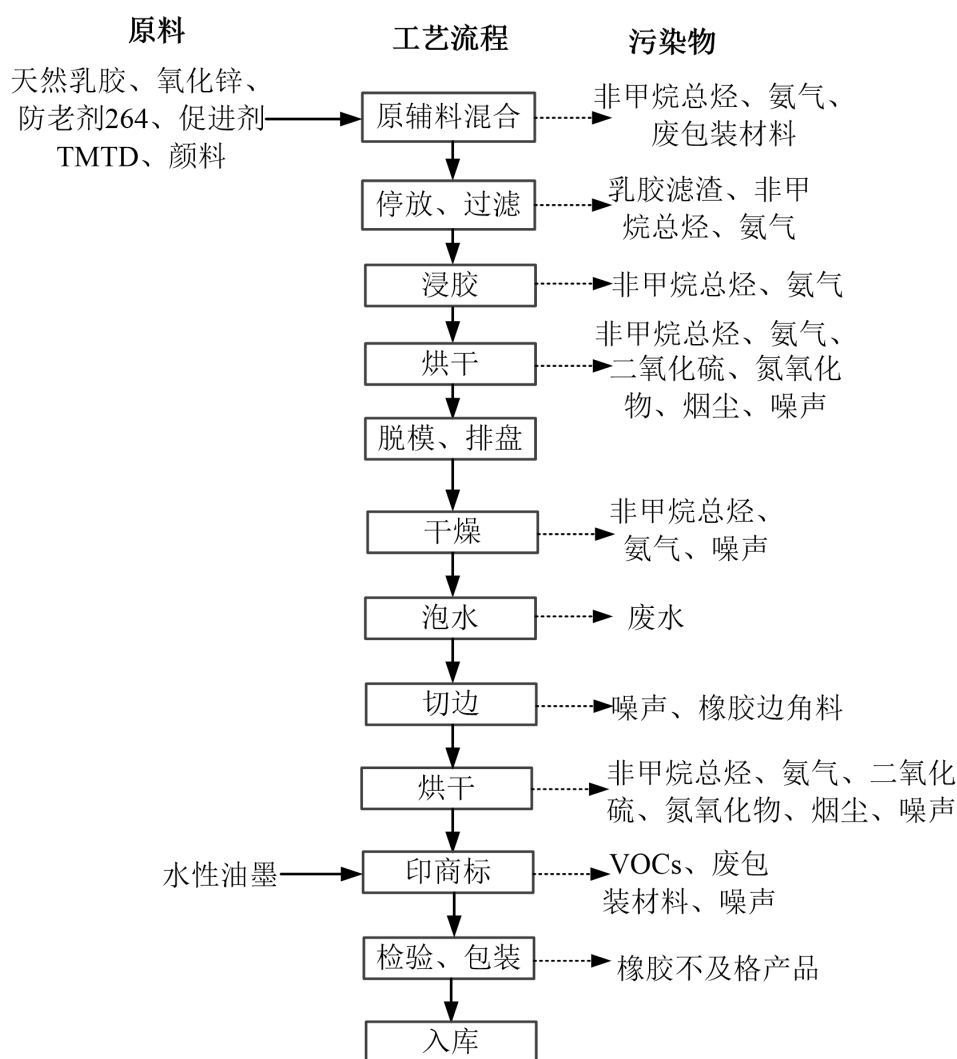 原料
工艺流程
污染物
天然乳胶、氧化锌、
防老剂264、促进剂
TMTD、颜料
原辅料混合
非甲烷总烃、氨气、
废包装材料
停放、过滤
乳胶滤渣、非甲
烷总烃、氨气
浸胶
非甲烷总烃、氨气
烘干
非甲烷总烃、氨气、
二氧化硫、氮氧化
物、烟尘、噪声
脱模、排盘
干燥
非甲烷总烃、
氨气、噪声
泡水
废水
切边
噪声、橡胶边角料
烘干
非甲烷总烃、氨气、二氧化
硫、氮氧化物、烟尘、噪声
水性油墨
印商标
VOCs、废包
装材料、噪声
检验、包装
橡胶不及格产品
入库